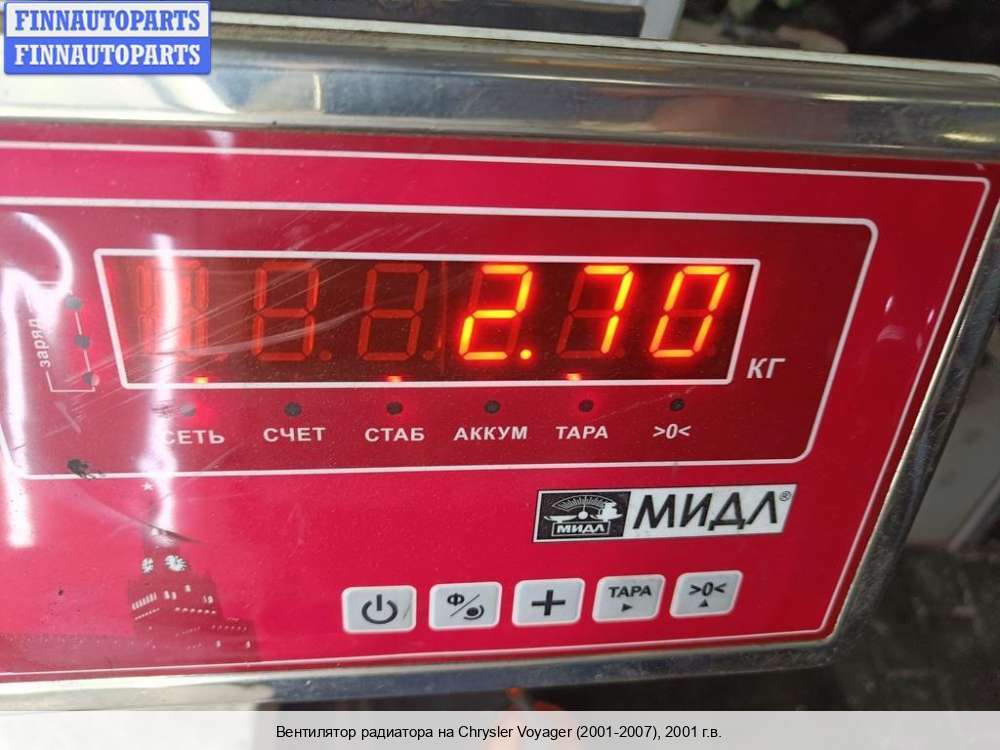 FINNAUTOPARTS
FINNAUTOPARTS
2.70
КГ
заряд
СЕТЬ СЧЕТ СТАБ АККУМ ТАРА >0<
МИДЛ МИДЛ®
Ф/ + ТАРА >0<
Вентилятор радиатора на Chrysler Voyager (2001-2007), 2001 г.в.